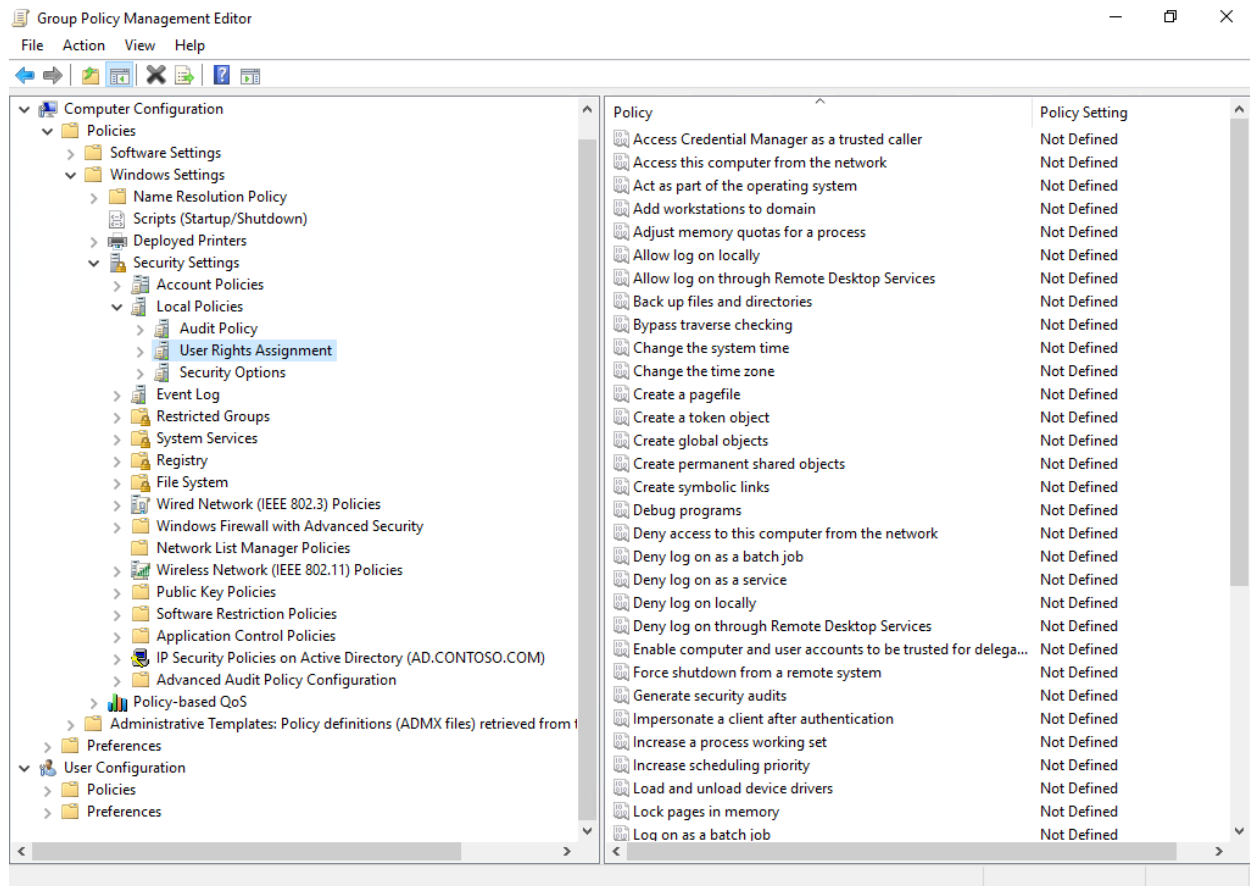 Group Policy Management Editor
File Action View Help
Computer Configuration
Policies
Software Settings
Windows Settings
Name Resolution Policy
Scripts (Startup/Shutdown)
Deployed Printers
Security Settings
Account Policies
Local Policies
Audit Policy
User Rights Assignment
Security Options
Event Log
Restricted Groups
System Services
Registry
File System
Wired Network (IEEE 802.3) Policies
Windows Firewall with Advanced Security
Network List Manager Policies
Wireless Network (IEEE 802.11) Policies
Public Key Policies
Software Restriction Policies
Application Control Policies
IP Security Policies on Active Directory (AD.CONTOSO.COM)
Advanced Audit Policy Configuration
Policy-based QoS
Administrative Templates: Policy definitions (ADMX files) retrieved from
Preferences
User Configuration
Policies
Preferences
Policy Policy Setting
Access Credential Manager as a trusted caller Not Defined
Access this computer from the network Not Defined
Act as part of the operating system Not Defined
Add workstations to domain Not Defined
Adjust memory quotas for a process Not Defined
Allow log on locally Not Defined
Allow log on through Remote Desktop Services Not Defined
Back up files and directories Not Defined
Bypass traverse checking Not Defined
Change the system time Not Defined
Change the time zone Not Defined
Create a pagefile Not Defined
Create a token object Not Defined
Create global objects Not Defined
Create permanent shared objects Not Defined
Create symbolic links Not Defined
Debug programs Not Defined
Deny access to this computer from the network Not Defined
Deny log on as a batch job Not Defined
Deny log on as a service Not Defined
Deny log on locally Not Defined
Deny log on through Remote Desktop Services Not Defined
Enable computer and user accounts to be trusted for delega... Not Defined
Force shutdown from a remote system Not Defined
Generate security audits Not Defined
Impersonate a client after authentication Not Defined
Increase a process working set Not Defined
Increase scheduling priority Not Defined
Load and unload device drivers Not Defined
Lock pages in memory Not Defined
Log on as a batch job Not Defined